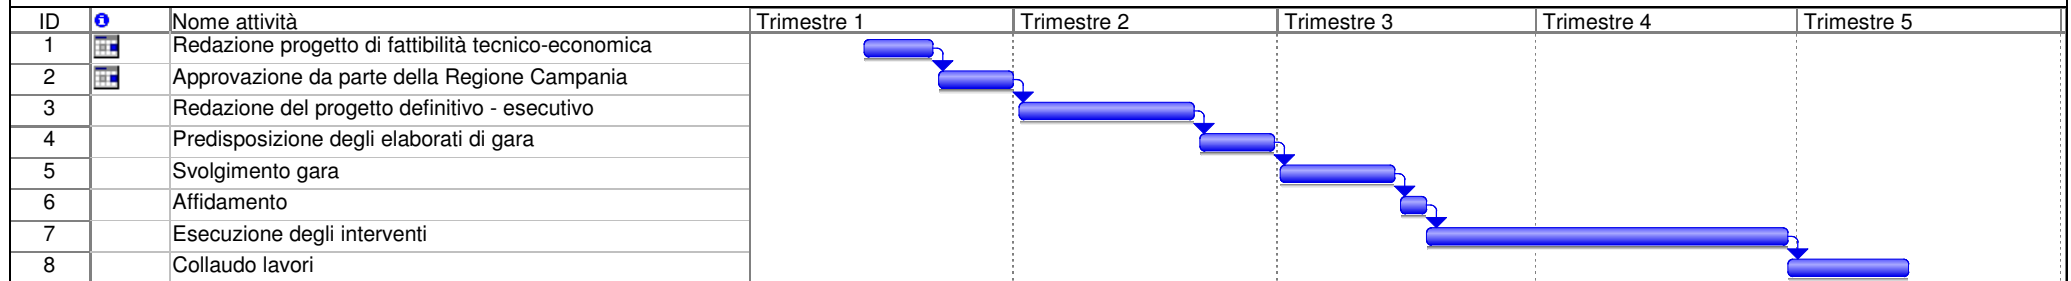 ID Nome attività Trimestre 1 Trimestre 2 Trimestre 3 Trimestre 4 Trimestre 5
1 Redazione progetto di fattibilità tecnico-economica
2 Approvazione da parte della Regione Campania
3 Redazione del progetto definitivo - esecutivo
4 Predisposizione degli elaborati di gara
5 Svolgimento gara
6 Affidamento
7 Esecuzione degli interventi
8 Collaudo lavori